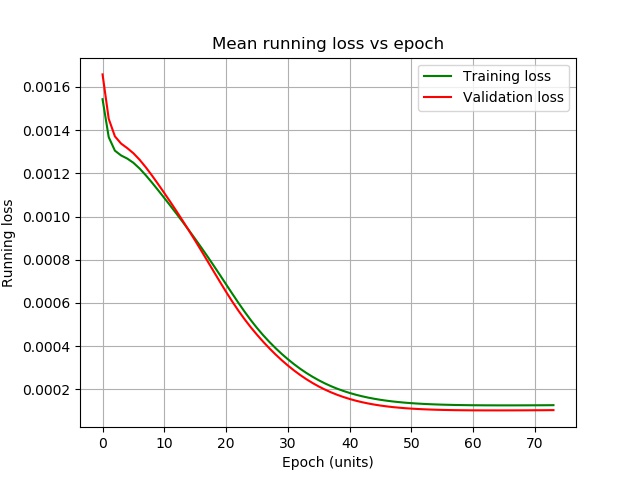 Mean running loss vs epoch
Training loss
Validation loss
Running loss
0.0016
0.0014
0.0012
0.0010
0.0008
0.0006
0.0004
0.0002
0 10 20 30 40 50 60 70
Epoch (units)